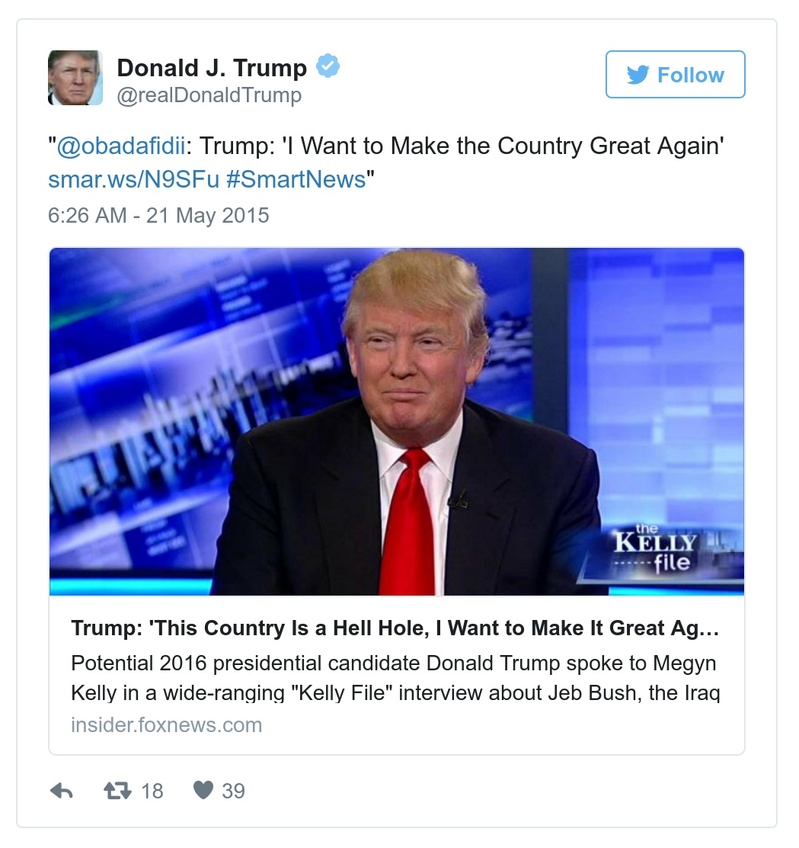 Donald J. Trump
Follow
@realDonaldTrump
"@obadafidii: Trump: 'I Want to Make the Country Great Again'
smar.ws/N9SFu #SmartNews"
6:26 AM - 21 May 2015
the
KELLY
file
Trump: 'This Country Is a Hell Hole, I Want to Make It Great Ag…
Potential 2016 presidential candidate Donald Trump spoke to Megyn
Kelly in a wide-ranging "Kelly File" interview about Jeb Bush, the Iraq
insider.foxnews.com
18
39